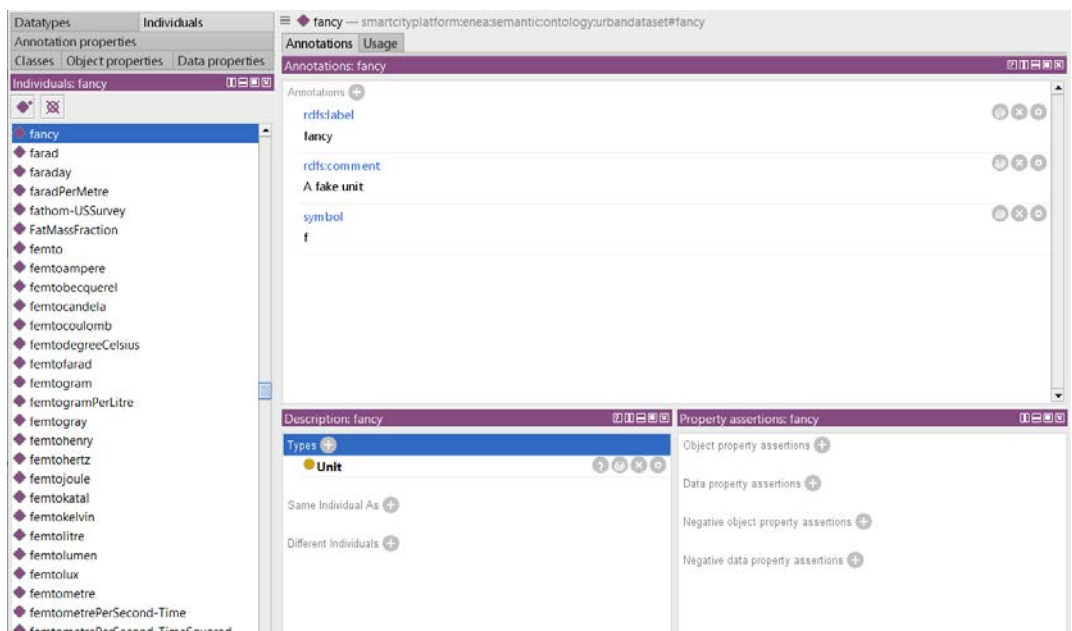 Datatypes Individuals
Annotation properties
Classes Object properties Data properties
Individuals: fancy
fancy
farad
faraday
faradPerMetre
fathom-USSurvey
FatMassFraction
femto
femtoampere
femtobecquerel
femtocandela
femtocoulomb
femtodegreeCelsius
femtofarad
femtogram
femtogramPerLitre
femtogray
femtohenry
femtohertz
femtojoule
femtokatal
femtokelvin
femtolitre
femtolumen
femtolux
femtometre
femtometrePerSecond-Time
femtometrePerSecond-TimeSquared
fancy — smartcityplatform:enea:semantic:ontology:urbandataset#fancy
Annotations Usage
Annotations: fancy
Annotations
rdfs:label
fancy
rdfs:comment
A fake unit
symbol
f
Description: fancy
Types
Unit
Same Individual As
Different Individuals
Property assertions: fancy
Object property assertions
Data property assertions
Negative object property assertions
Negative data property assertions